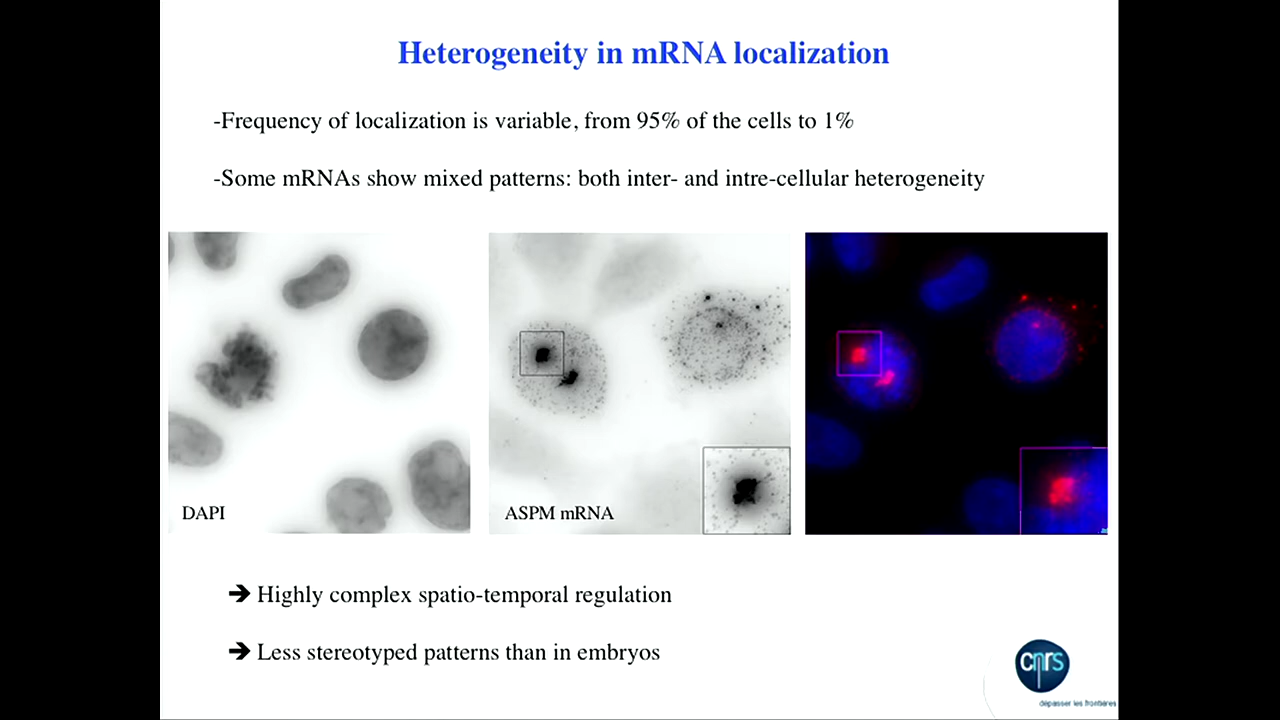 Heterogeneity in mRNA localization
-Frequency of localization is variable, from 95% of the cells to 1%
-Some mRNAs show mixed patterns: both inter- and intre-cellular heterogeneity
DAPI
ASPM mRNA
➔ Highly complex spatio-temporal regulation
➔ Less stereotyped patterns than in embryos
cnrs
dépasser les frontières